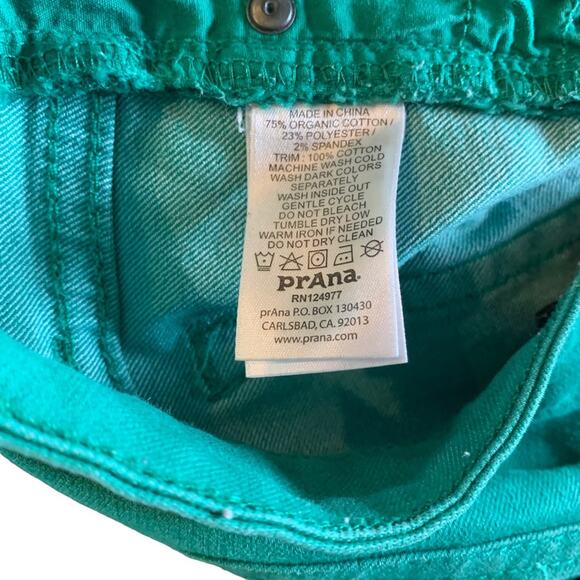 MADE IN CHINA
75% ORGANIC COTTON/
23% POLYESTER /
2% SPANDEX
TRIM : 100% COTTON
MACHINE WASH COLD
WASH DARK COLORS
SEPARATELY
WASH INSIDE OUT
GENTLE CYCLE
DO NOT BLEACH
TUMBLE DRY LOW
WARM IRON IF NEEDED
DO NOT DRY CLEAN
prAna
RN124977
prAna P.O. BOX 130430
CARLSBAD, CA. 92013
www.prana.com